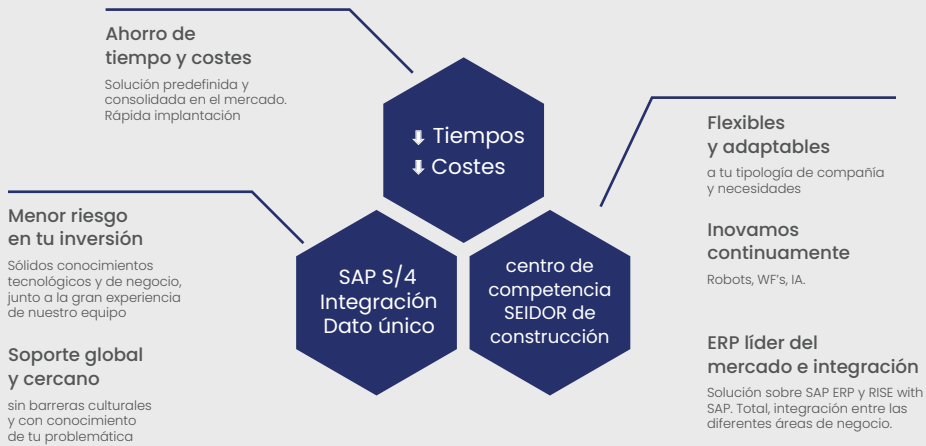 Ahorro de
tiempo y costes
Solución predefinida y
consolidada en el mercado.
Rápida implantación
⬇ Tiempos
⬇ Costes
Menor riesgo
en tu inversión
Sólidos conocimientos
tecnológicos y de negocio,
junto a la gran experiencia
de nuestro equipo
Soporte global
y cercano
sin barreras culturales
y con conocimiento
de tu problemática
SAP S/4
Integración
Dato único
centro de
competencia
SEIDOR de
construcción
Flexibles
y adaptables
a tu tipología de compañía
y necesidades
Inovamos
continuamente
Robots, WF's, IA.
ERP líder del
mercado e integración
Solución sobre SAP ERP y RISE with
SAP. Total, integración entre las
diferentes áreas de negocio.